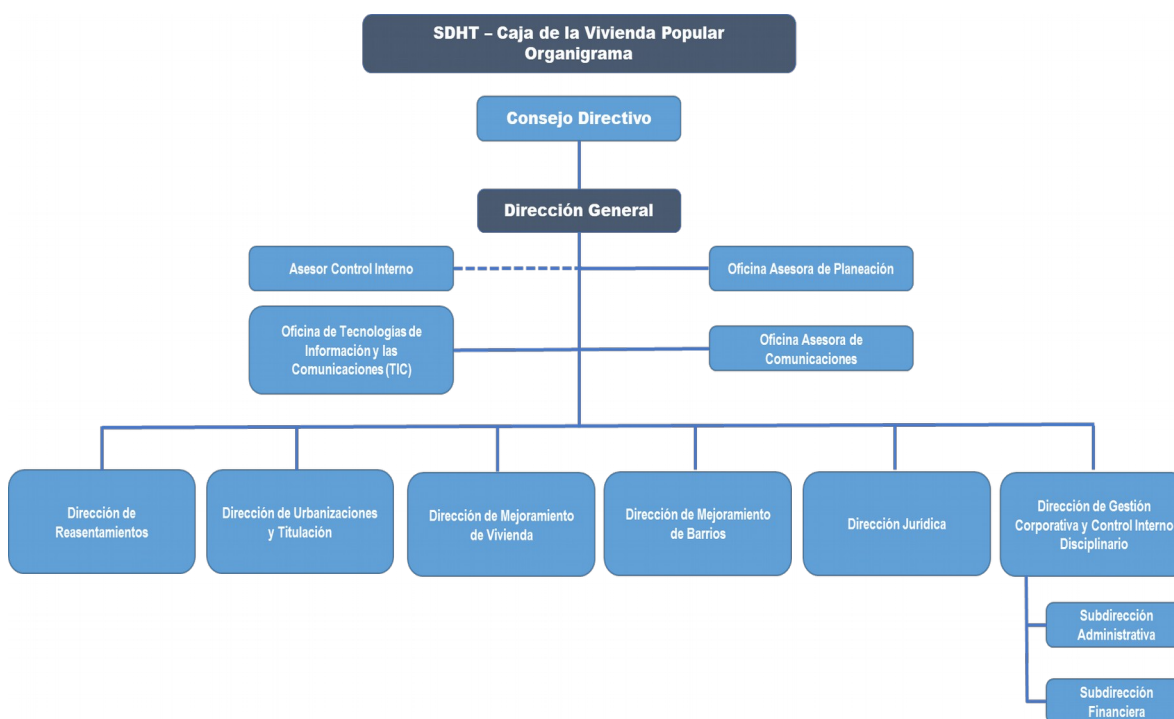 SDHT – Caja de la Vivienda Popular
Organigrama
Consejo Directivo
Dirección General
Asesor Control Interno
Oficina Asesora de Planeación
Oficina de Tecnologias de
Información y las
Comunicaciones (TIC)
Oficina Asesora de
Comunicaciones
Dirección de
Reasentamientos
Dirección de Urbanizaciones
y Titulación
Dirección de Mejoramiento
de Vivienda
Dirección de Mejoramiento
de Barrios
Dirección Juridica
Dirección de Gestión
Corporativa y Control Interno
Disciplinario
Subdirección
Administrativa
Subdirección
Financiera